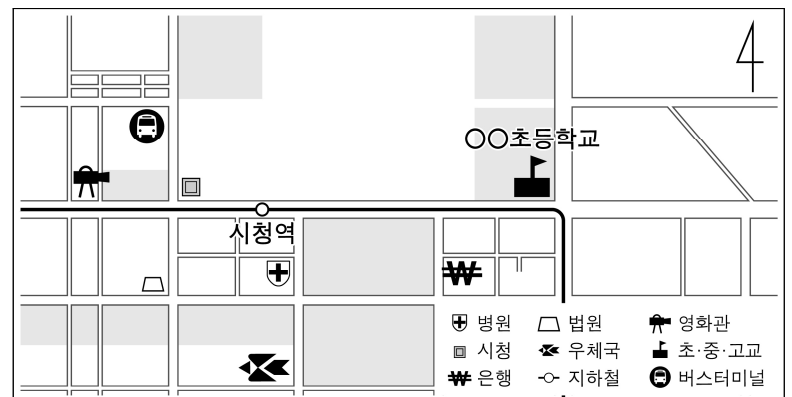 ○○초등학교
시청역
병원 법원 영화관
시청 우체국 초·중·고교
은행 지하철 버스터미널